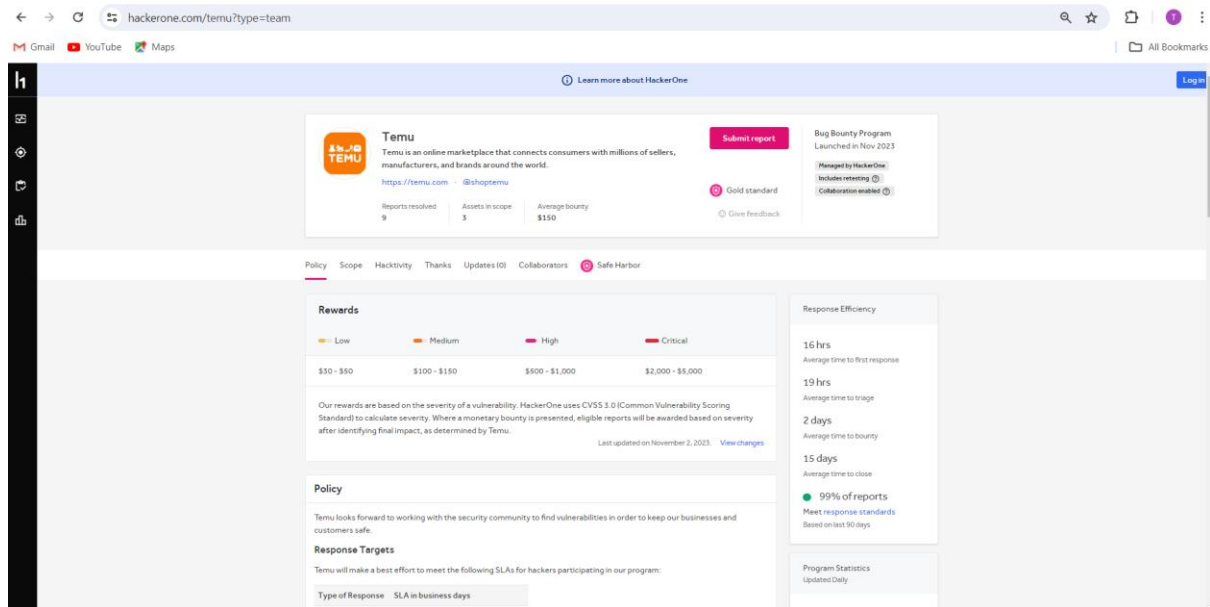 hackerone.com/temu?type=team
T
Gmail
YouTube
Maps
All Bookmarks
Learn more about HackerOne
Log in
Temu
Temu is an online marketplace that connects consumers with millions of sellers,
manufacturers, and brands around the world.
https://temu.com · @shoptemu
Reports resolved
9
Assets in scope
3
Average bounty
$150
TEMU
Submit report
Gold standard
Give feedback
Bug Bounty Program
Launched in Nov 2023
Managed by HackerOne
Includes retesting
Collaboration enabled
Policy Scope Hacktivity Thanks Updates (0) Collaborators Safe Harbor
Rewards
Low Medium High Critical
$30 - $50 $100 - $150 $500 - $1,000 $2,000 - $5,000
Our rewards are based on the severity of a vulnerability. HackerOne uses CVSS 3.0 (Common Vulnerability Scoring
Standard) to calculate severity. Where a monetary bounty is presented, eligible reports will be awarded based on severity
after identifying final impact, as determined by Temu.
Last updated on November 2, 2023. View changes
Policy
Temu looks forward to working with the security community to find vulnerabilities in order to keep our businesses and
customers safe.
Response Targets
Temu will make a best effort to meet the following SLAs for hackers participating in our program:
Type of Response SLA in business days
Response Efficiency
16 hrs
Average time to first response
19 hrs
Average time to triage
2 days
Average time to bounty
15 days
Average time to close
99% of reports
Meet response standards
Based on last 90 days
Program Statistics
Updated Daily